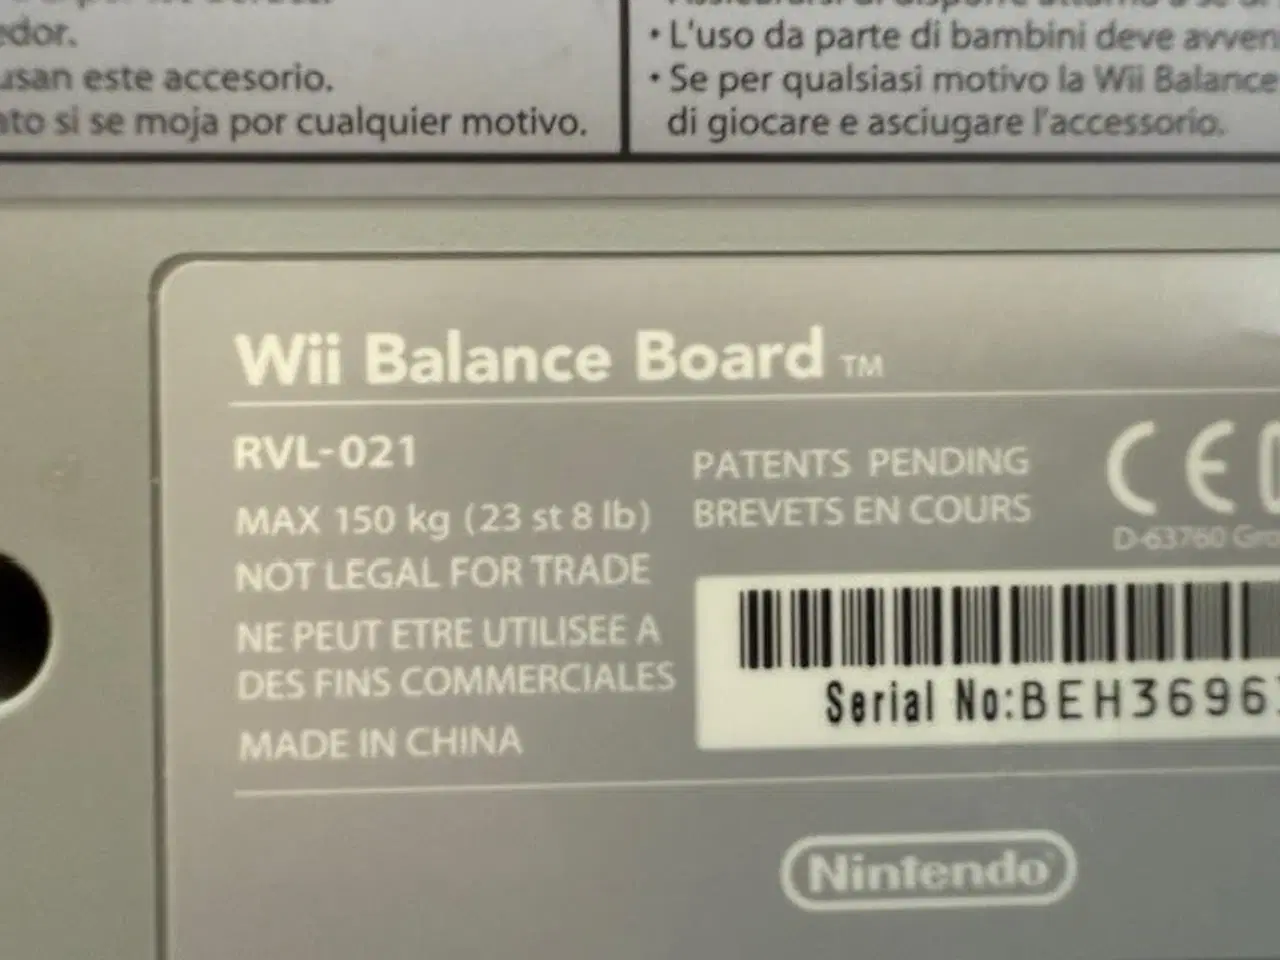 edor.
usan este accesorio.
ato si se moja por cualquier motivo.
• L'uso da parte di bambini deve avven
• Se per qualsiasi motivo la Wii Balance
di giocare e asciugare l'accessorio.
Wii Balance Board TM
RVL-021
MAX 150 kg (23 st 8 lb)
NOT LEGAL FOR TRADE
NE PEUT ETRE UTILISEE A
DES FINS COMMERCIALES
MADE IN CHINA
PATENTS PENDING
BREVETS EN COURS
CE
D-63760 Gro
Serial No:BEH3696
Nintendo